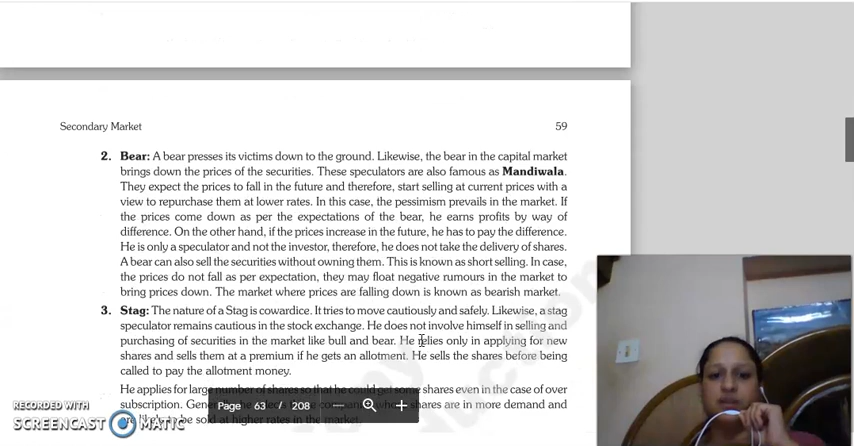 Secondary Market 59
2. Bear: A bear presses its victims down to the ground. Likewise, the bear in the capital market
brings down the prices of the securities. These speculators are also famous as Mandiwala.
They expect the prices to fall in the future and therefore, start selling at current prices with a
view to repurchase them at lower rates. In this case, the pessimism prevails in the market. If
the prices come down as per the expectations of the bear, he earns profits by way of
difference. On the other hand, if the prices increase in the future, he has to pay the difference.
He is only a speculator and not the investor, therefore, he does not take the delivery of shares.
A bear can also sell the securities without owning them. This is known as short selling. In case,
the prices do not fall as per expectation, they may float negative rumours in the market to
bring prices down. The market where prices are falling down is known as bearish market.
3. Stag: The nature of a Stag is cowardice. It tries to move cautiously and safely. Likewise, a stag
speculator remains cautious in the stock exchange. He does not involve himself in selling and
purchasing of securities in the market like bull and bear. He relies only in applying for new
shares and sells them at a premium if he gets an allotment. He sells the shares before being
called to pay the allotment money.
He applies for large number of shares so that he could get some shares even in the case of over
subscription. shares are in more demand and
be sold at higher rates in the market.
Page 63 / 208
RECORDED WITH
SCREENCAST MATIC